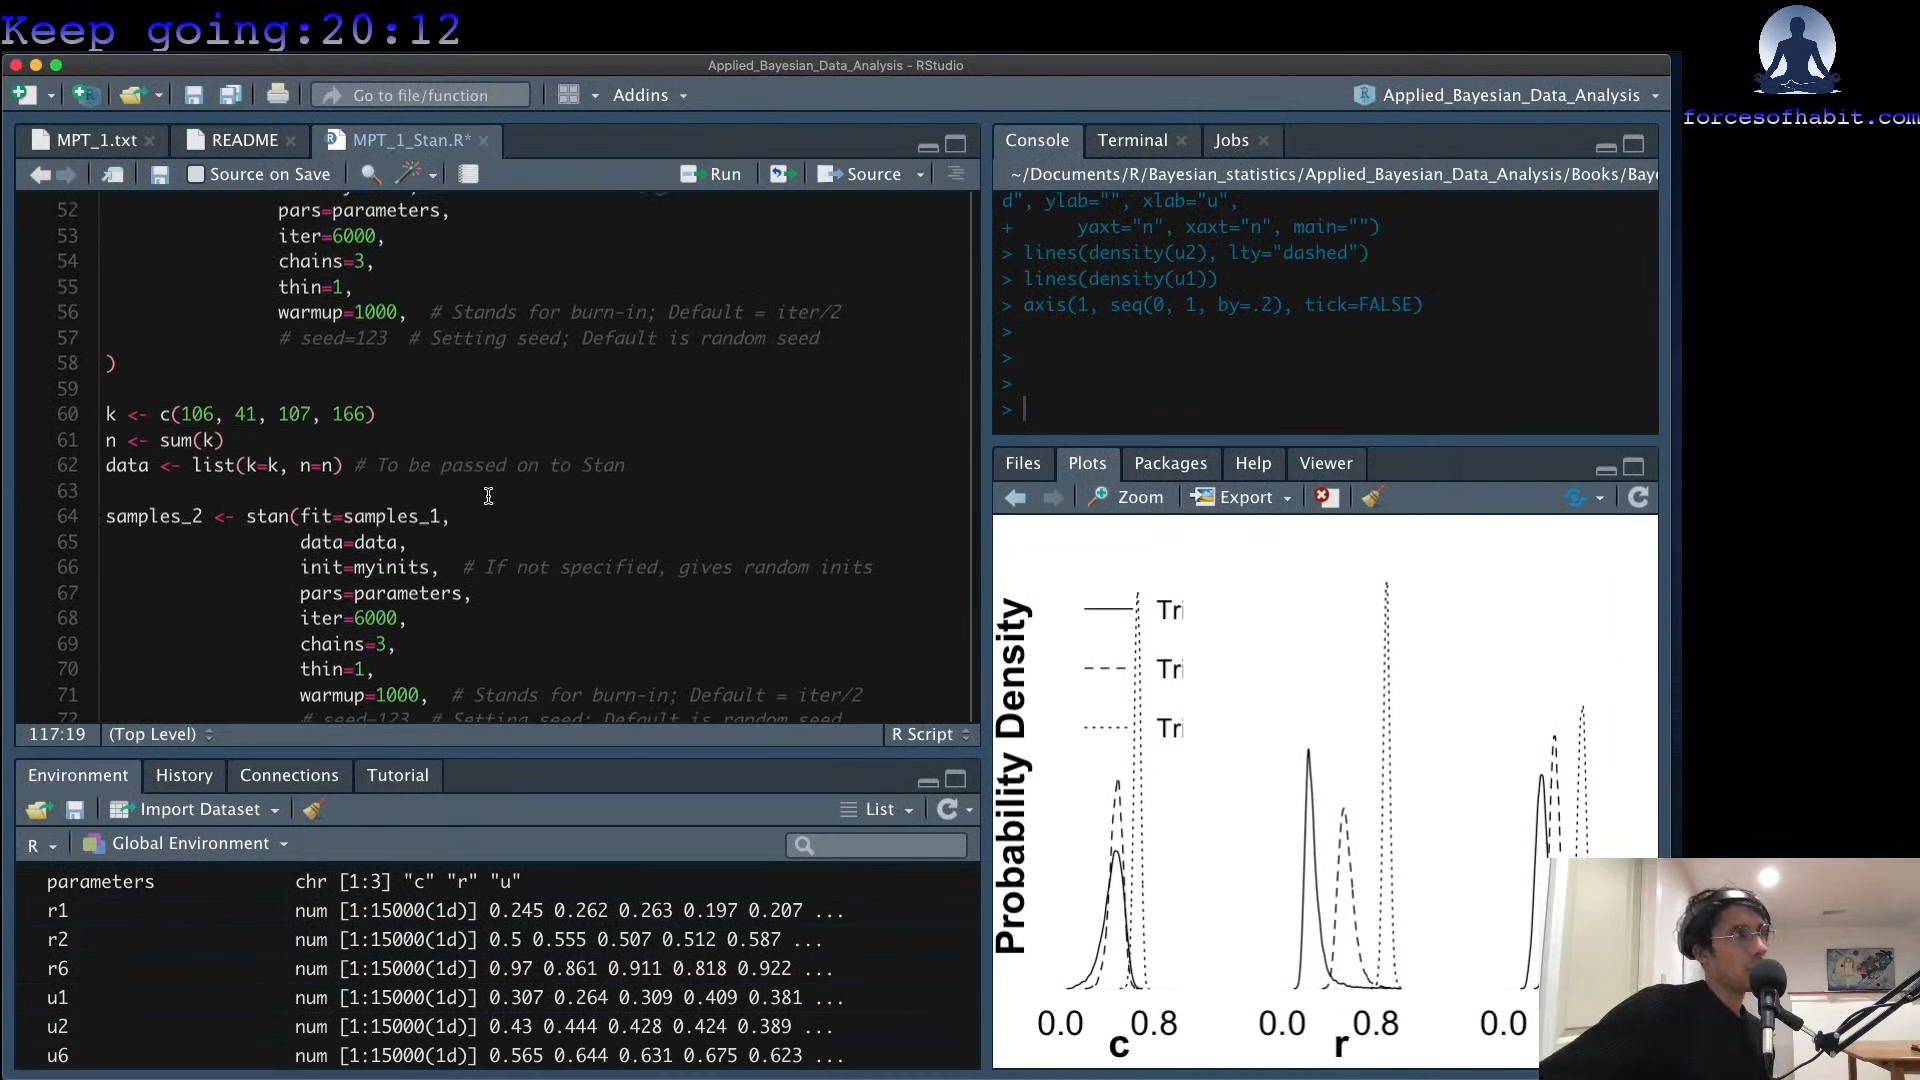 Keep going:20:12
forcesofhabit.com
Applied_Bayesian_Data_Analysis - RStudio
Go to file/function
Addins
Applied_Bayesian_Data_Analysis
MPT_1.txt
README
MPT_1_Stan.R*
Source on Save
Run
Source
52 pars=parameters,
53 iter=6000,
54 chains=3,
55 thin=1,
56 warmup=1000, # Stands for burn-in; Default = iter/2
57 # seed=123 # Setting seed; Default is random seed
58 )
59
60 k <- c(106, 41, 107, 166)
61 n <- sum(k)
62 data <- list(k=k, n=n) # To be passed on to Stan
63
64 samples_2 <- stan(fit=samples_1,
65 data=data,
66 init=myinits, # If not specified, gives random inits
67 pars=parameters,
68 iter=6000,
69 chains=3,
70 thin=1,
71 warmup=1000, # Stands for burn-in; Default = iter/2
72 # seed=123 # Setting seed; Default is random seed
117:19
(Top Level)
R Script
Console
Terminal
Jobs
~/Documents/R/Bayesian_statistics/Applied_Bayesian_Data_Analysis/Books/Baye
d", ylab="", xlab="u",
+ yaxt="n", xaxt="n", main="")
> lines(density(u2), lty="dashed")
> lines(density(u1))
> axis(1, seq(0, 1, by=.2), tick=FALSE)
>
>
>
>
Files
Plots
Packages
Help
Viewer
Zoom
Export
Probability Density
Tri
Tri
Tri
0.0 0.8
c
0.0 0.8
r
0.0
Environment
History
Connections
Tutorial
Import Dataset
List
R
Global Environment
parameters chr [1:3] "c" "r" "u"
r1 num [1:15000(1d)] 0.245 0.262 0.263 0.197 0.207 ...
r2 num [1:15000(1d)] 0.5 0.555 0.507 0.512 0.587 ...
r6 num [1:15000(1d)] 0.97 0.861 0.911 0.818 0.922 ...
u1 num [1:15000(1d)] 0.307 0.264 0.309 0.409 0.381 ...
u2 num [1:15000(1d)] 0.43 0.444 0.428 0.424 0.389 ...
u6 num [1:15000(1d)] 0.565 0.644 0.631 0.675 0.623 ...